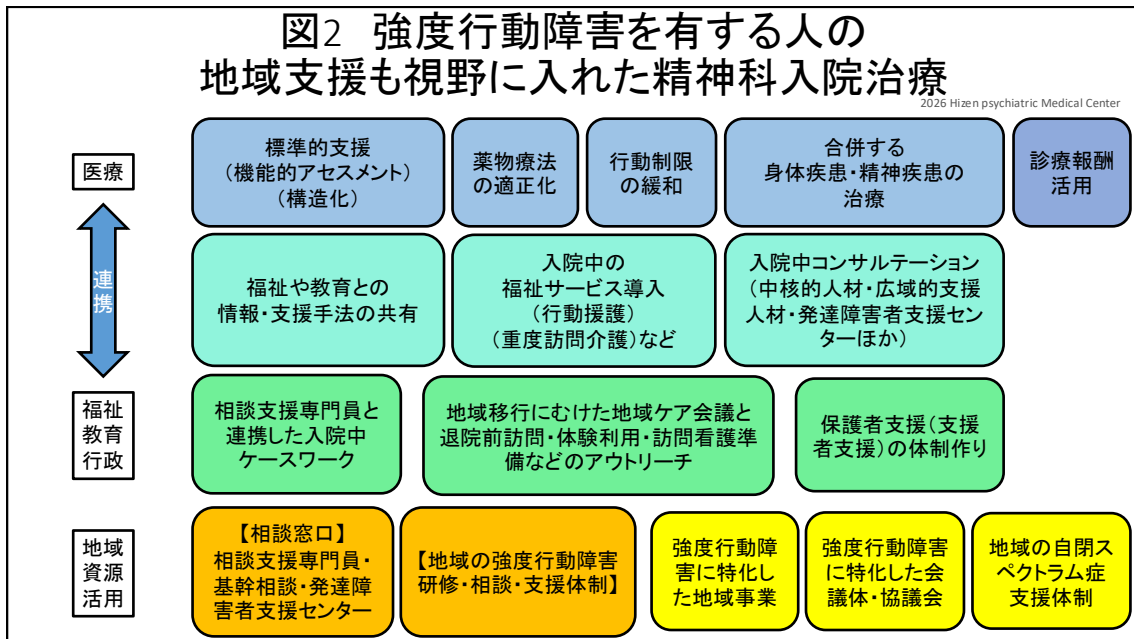 図2 強度行動障害を有する人の
地域支援も視野に入れた精神科入院治療
2026 Hizen psychiatric Medical Center
医療
標準的支援
(機能的アセスメント)
(構造化)
薬物療法
の適正化
行動制限
の緩和
合併する
身体疾患・精神疾患の
治療
診療報酬
活用
連携
福祉や教育との
情報・支援手法の共有
入院中の
福祉サービス導入
(行動援護)
(重度訪問介護)など
入院中コンサルテーション
(中核的人材・広域的支援
人材・発達障害者支援セン
ターほか)
福祉
教育
行政
相談支援専門員と
連携した入院中
ケースワーク
地域移行にむけた地域ケア会議と
退院前訪問・体験利用・訪問看護準
備などのアウトリーチ
保護者支援(支援
者支援)の体制作り
地域
資源
活用
【相談窓口】
相談支援専門員・
基幹相談・発達障
害者支援センター
【地域の強度行動障害
研修・相談・支援体制】
強度行動障
害に特化し
た地域事業
強度行動障害
に特化した会
議体・協議会
地域の自閉ス
ペクトラム症
支援体制